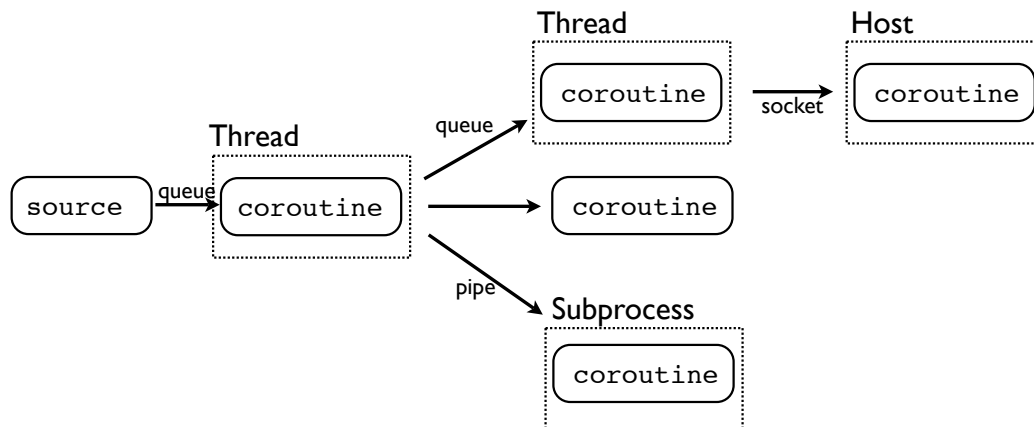 Thread
Host
coroutine
coroutine
socket
queue
Thread
queue
source
coroutine
coroutine
pipe
Subprocess
coroutine